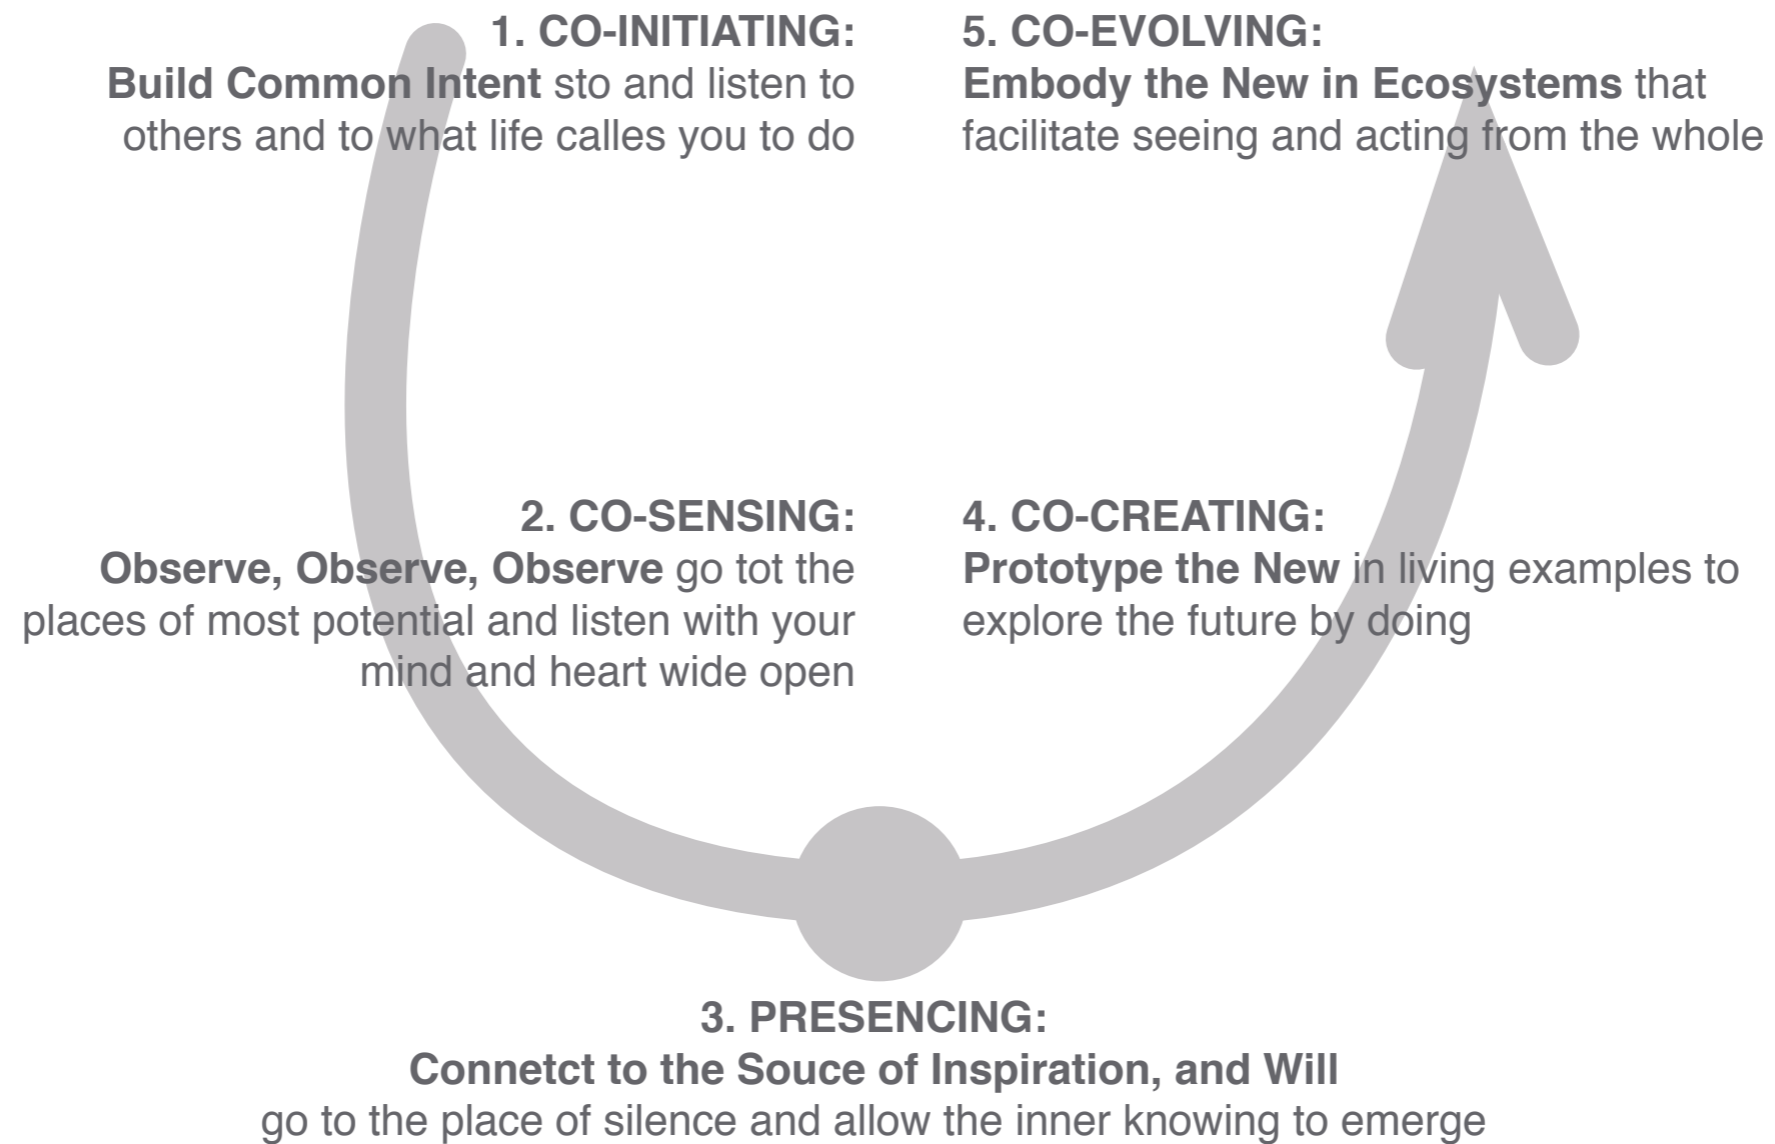 1. CO-INITIATING:
Build Common Intent sto and listen to
others and to what life calles you to do
2. CO-SENSING:
Observe, Observe, Observe go tot the
places of most potential and listen with your
mind and heart wide open
3. PRESENCING:
Connetct to the Souce of Inspiration, and Will
go to the place of silence and allow the inner knowing to emerge
4. CO-CREATING:
Prototype the New in living examples to
explore the future by doing
5. CO-EVOLVING:
Embody the New in Ecosystems that
facilitate seeing and acting from the whole